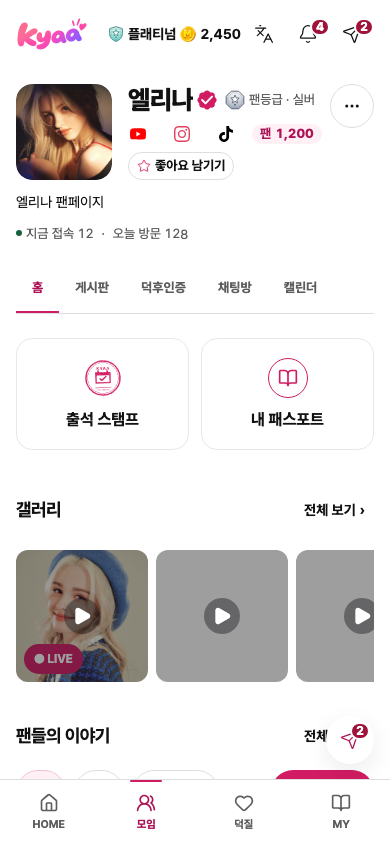 Kyaa
플래티넘 2,450
4
2
엘리나 팬등급 · 실버
팬 1,200
좋아요 남기기
엘리나 팬페이지
지금 접속 12 · 오늘 방문 128
홈 게시판 덕후인증 채팅방 캘린더
출석 스탬프 내 패스포트
갤러리 전체 보기 ›
LIVE
팬들의 이야기 전체
2
HOME 모임 덕질 MY